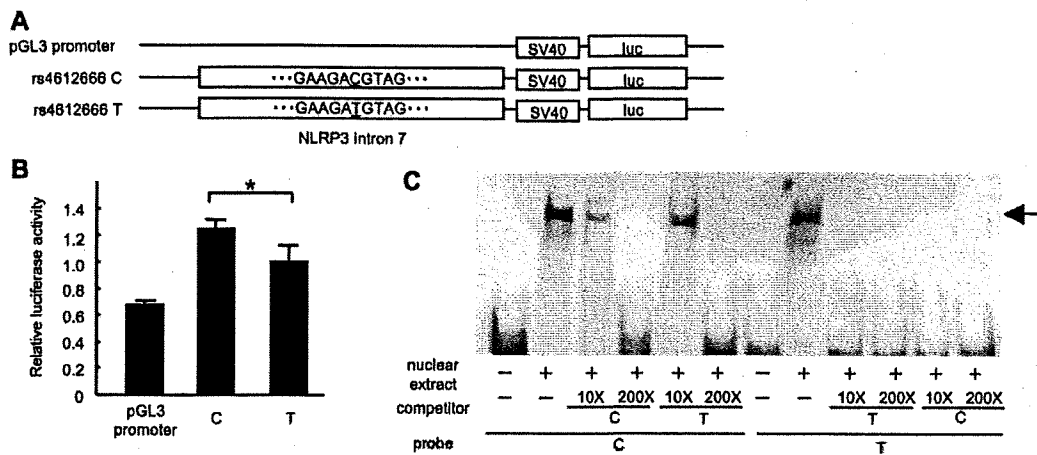 A
pGL3 promoter
SV40
luc
rs4612666 C
···GAAGACGTAG···
SV40
luc
rs4612666 T
···GAAGATGTAG···
SV40
luc
NLRP3 intron 7
B
Relative luciferase activity
1.4
1.2
1.0
0.8
0.6
0.4
0.2
0
*
pGL3
promoter
C
T
C
nuclear
extract
− + + + + + − + + + + +
competitor
− − 10X 200X 10X 200X − − 10X 200X 10X 200X
C T T C
probe
C T